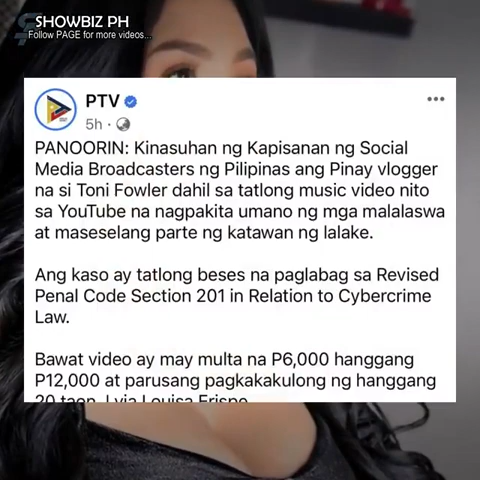 SHOWBIZ PH
Follow PAGE for more videos...
PTV
5h ·
PANOORIN: Kinasuhan ng Kapisanan ng Social
Media Broadcasters ng Pilipinas ang Pinay vlogger
na si Toni Fowler dahil sa tatlong music video nito
sa YouTube na nagpakita umano ng mga malalaswa
at maseselang parte ng katawan ng lalake.
Ang kaso ay tatlong beses na paglabag sa Revised
Penal Code Section 201 in Relation to Cybercrime
Law.
Bawat video ay may multa na P6,000 hanggang
P12,000 at parusang pagkakakulong ng hanggang
20 taon. I via Louisa Erispe